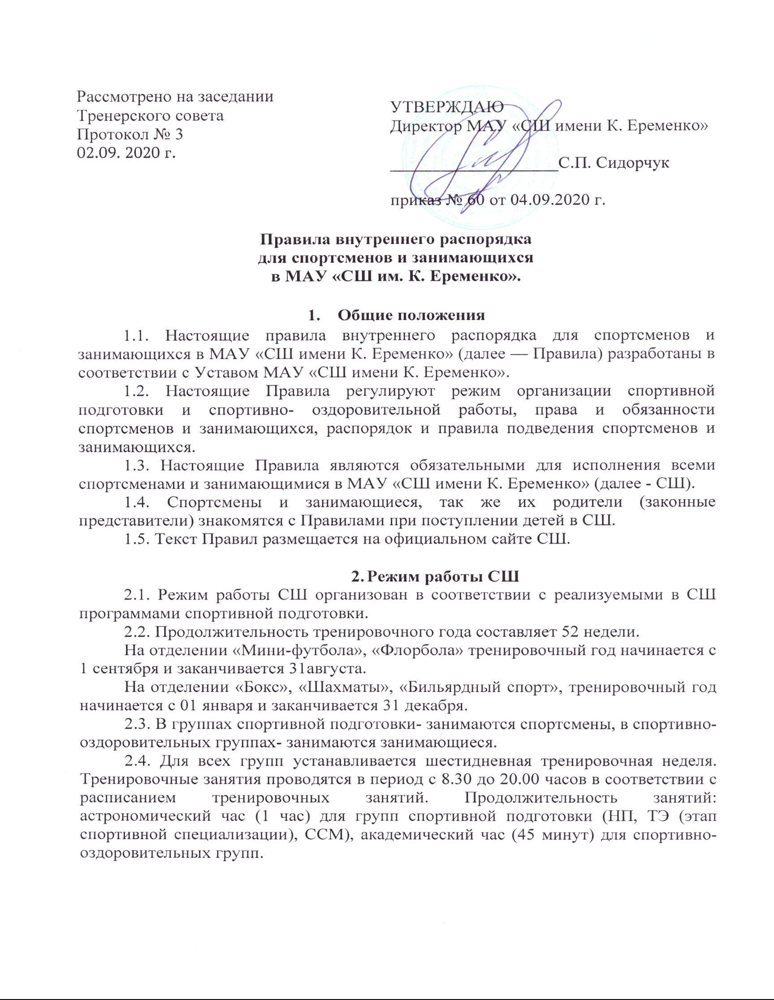 Рассмотрено на заседании
Тренерского совета
Протокол № 3
02.09. 2020 г.
УТВЕРЖДАЮ
Директор МАУ «СШ имени К. Еременко»
С.П. Сидорчук
приказ № 60 от 04.09.2020 г.
Правила внутреннего распорядка
для спортсменов и занимающихся
в МАУ «СШ им. К. Еременко».
1. Общие положения
1.1. Настоящие правила внутреннего распорядка для спортсменов и
занимающихся в МАУ «СШ имени К. Еременко» (далее — Правила) разработаны в
соответствии с Уставом МАУ «СШ имени К. Еременко».
1.2. Настоящие Правила регулируют режим организации спортивной
подготовки и спортивно- оздоровительной работы, права и обязанности
спортсменов и занимающихся, распорядок и правила подведения спортсменов и
занимающихся.
1.3. Настоящие Правила являются обязательными для исполнения всеми
спортсменами и занимающимися в МАУ «СШ имени К. Еременко» (далее - СШ).
1.4. Спортсмены и занимающиеся, так же их родители (законные
представители) знакомятся с Правилами при поступлении детей в СШ.
1.5. Текст Правил размещается на официальном сайте СШ.
2. Режим работы СШ
2.1. Режим работы СШ организован в соответствии с реализуемыми в СШ
программами спортивной подготовки.
2.2. Продолжительность тренировочного года составляет 52 недели.
На отделении «Мини-футбола», «Флорбола» тренировочный год начинается с
1 сентября и заканчивается 31августа.
На отделении «Бокс», «Шахматы», «Бильярдный спорт», тренировочный год
начинается с 01 января и заканчивается 31 декабря.
2.3. В группах спортивной подготовки- занимаются спортсмены, в спортивно-
оздоровительных группах- занимаются занимающиеся.
2.4. Для всех групп устанавливается шестидневная тренировочная неделя.
Тренировочные занятия проводятся в период с 8.30 до 20.00 часов в соответствии с
расписанием тренировочных занятий. Продолжительность занятий:
астрономический час (1 час) для групп спортивной подготовки (НП, ТЭ (этап
спортивной специализации), ССМ), академический час (45 минут) для спортивно-
оздоровительных групп.